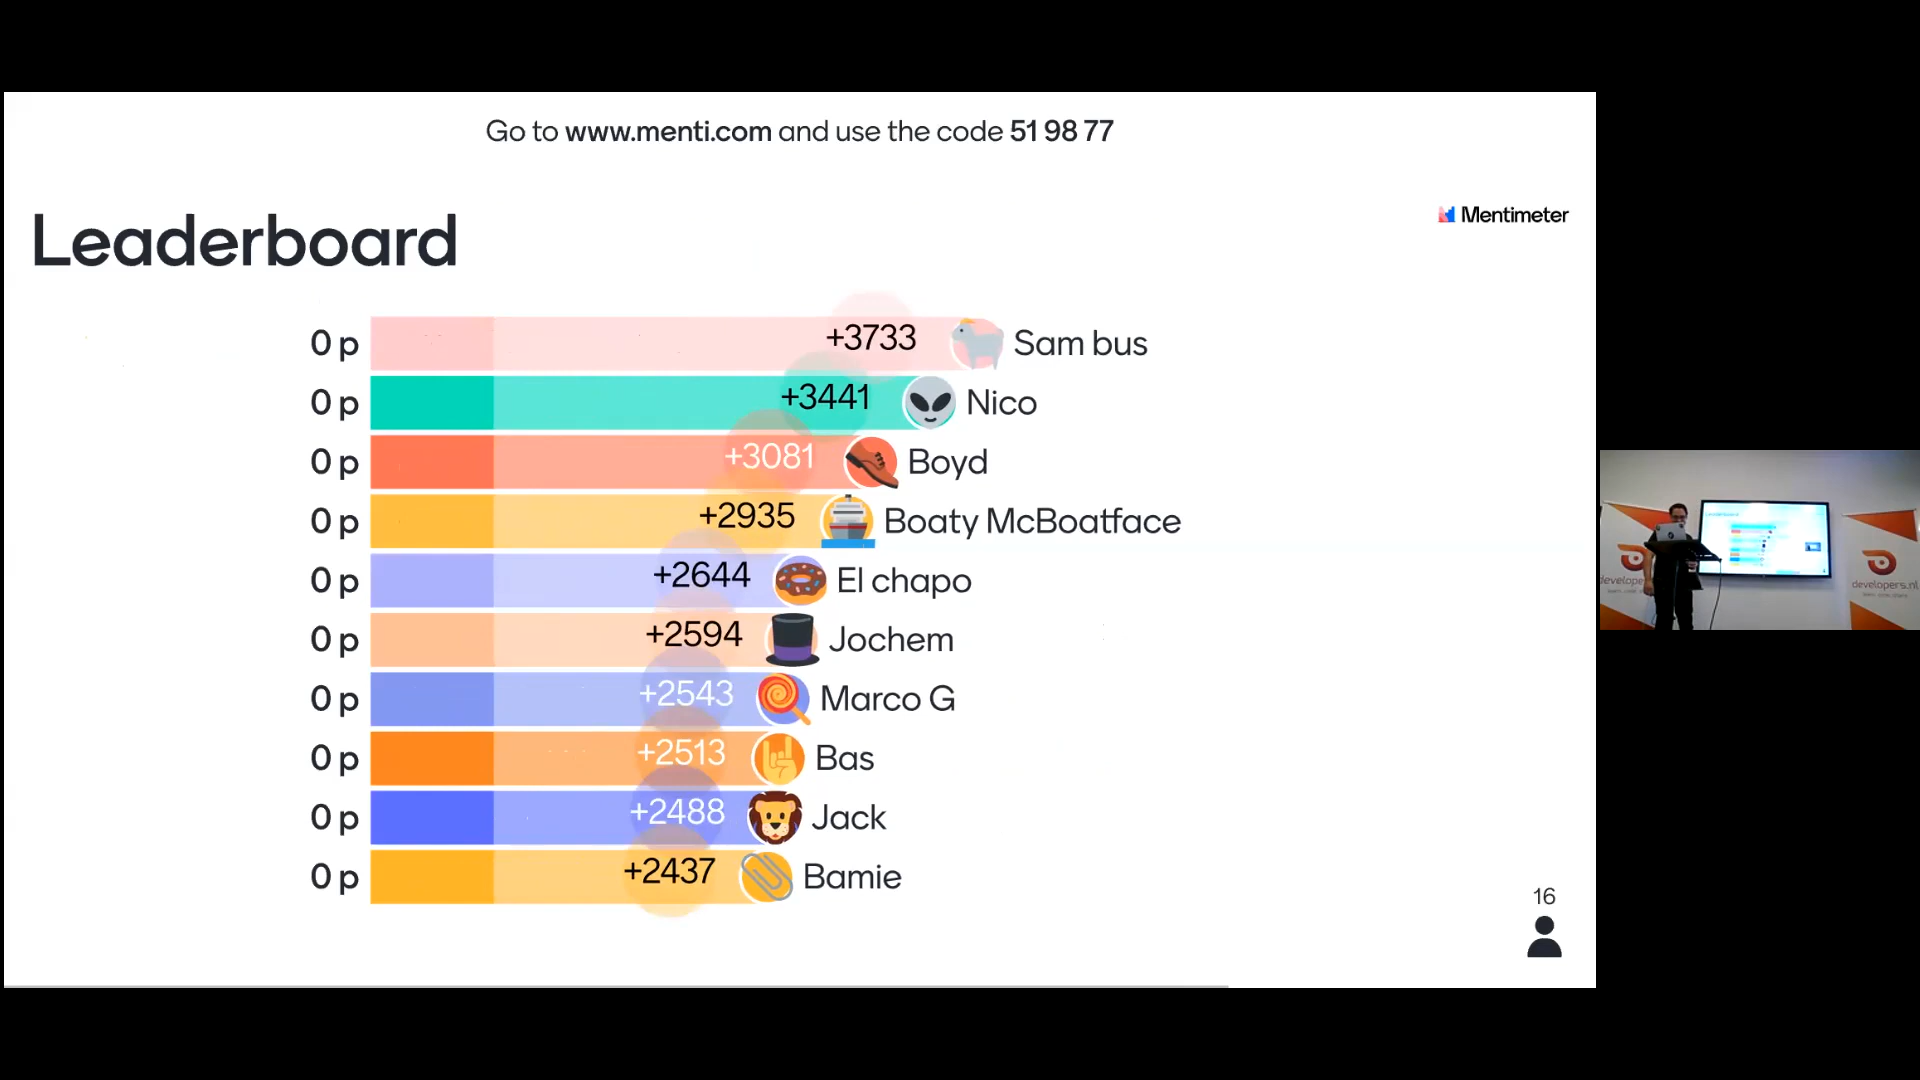 Go to www.menti.com and use the code 51 98 77
Mentimeter
Leaderboard
0 p +3733 Sam bus
0 p +3441 Nico
0 p +3081 Boyd
0 p +2935 Boaty McBoatface
0 p +2644 El chapo
0 p +2594 Jochem
0 p +2543 Marco G
0 p +2513 Bas
0 p +2488 Jack
0 p +2437 Bamie
16
developers.nl